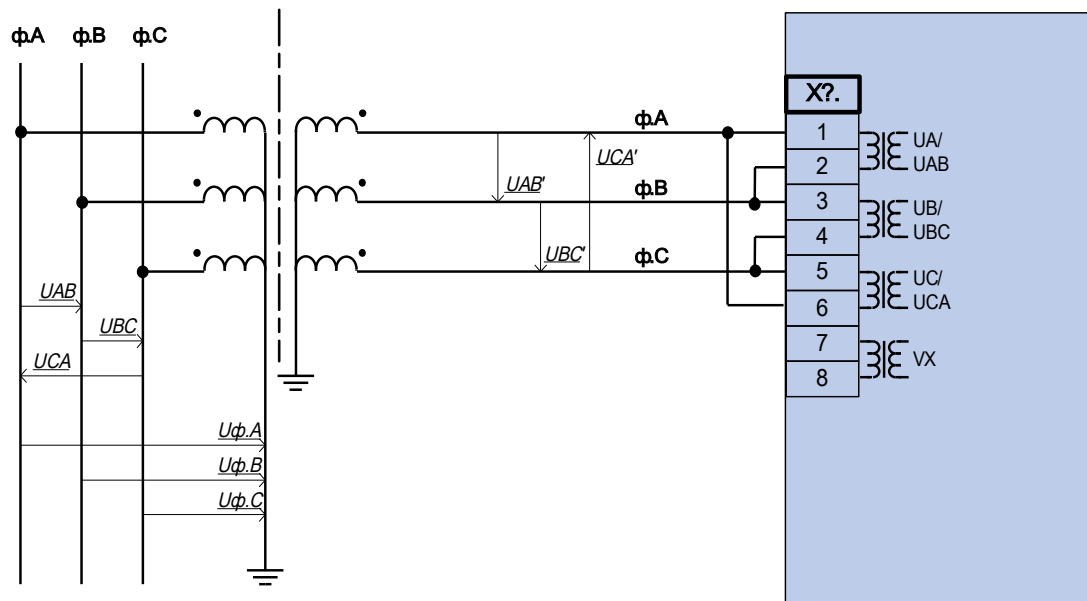 ф.A ф.B ф.C
X?.
ф.A
1
UA/
UAB
UCA'
2
UAB'
ф.B
3
UB/
UBC
4
UBC'
ф.C
5
UC/
UCA
6
UAB
UBC
7
VX
UCA
8
Uф.A
Uф.B
Uф.C